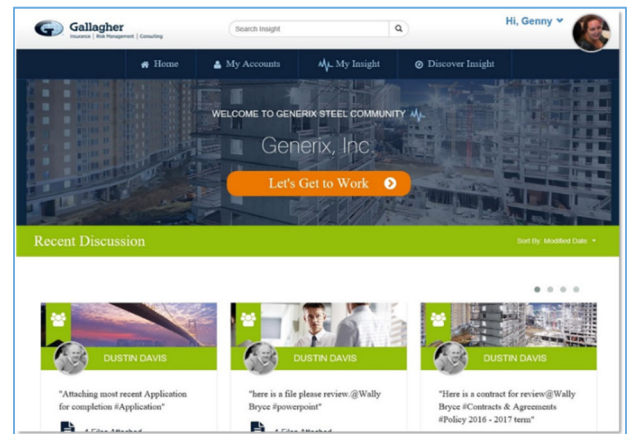 Gallagher
Insurance | Risk Management | Consulting
Search Insight
Hi, Genny
Home
My Accounts
My Insight
Discover Insight
WELCOME TO GENERIX STEEL COMMUNITY
Generix, Inc.
Let's Get to Work
Recent Discussion
Sort By: Modified Date
DUSTIN DAVIS
"Attaching most recent Application
for completion #Application"
DUSTIN DAVIS
"here is a file please review.@Wally
Bryce #powerpoint"
DUSTIN DAVIS
"Here is a contract for review@Wally
Bryce #Contracts & Agreements
#Policy 2016 - 2017 term"